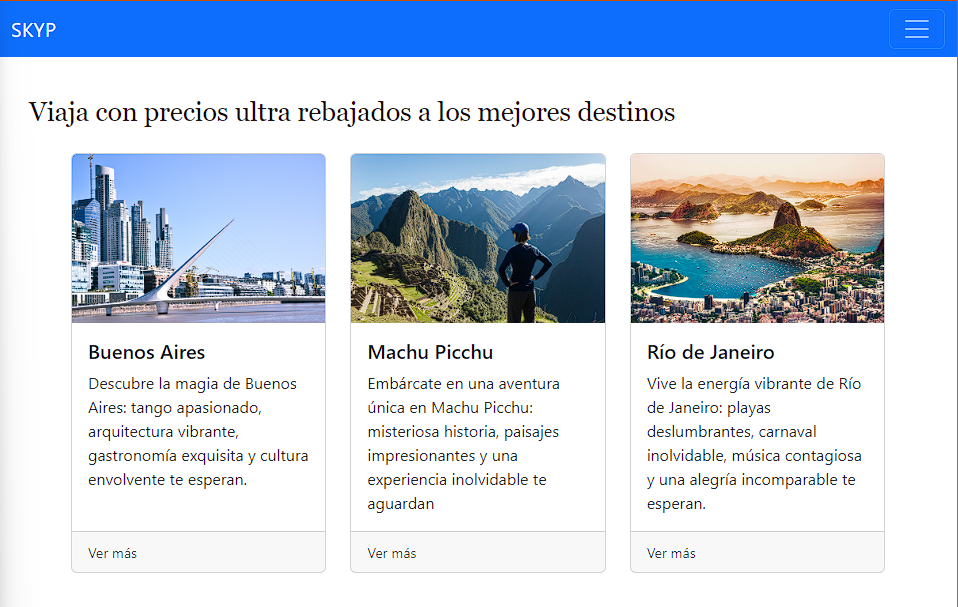 SKYP
Viaja con precios ultra rebajados a los mejores destinos
Buenos Aires
Descubre la magia de Buenos
Aires: tango apasionado,
arquitectura vibrante,
gastronomía exquisita y cultura
envolvente te esperan.
Ver más
Machu Picchu
Embárcate en una aventura
única en Machu Picchu:
misteriosa historia, paisajes
impresionantes y una
experiencia inolvidable te
aguardan
Ver más
Río de Janeiro
Vive la energía vibrante de Río
de Janeiro: playas
deslumbrantes, carnaval
inolvidable, música contagiosa
y una alegría incomparable te
esperan.
Ver más